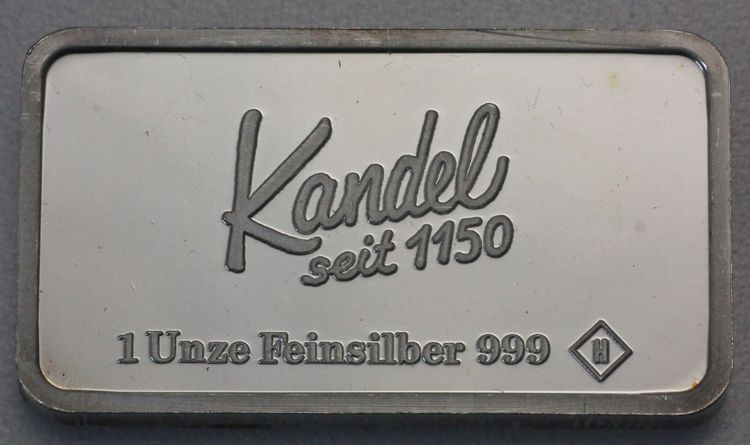 Kandel
seit 1150
1 Unze Feinsilber 999 H